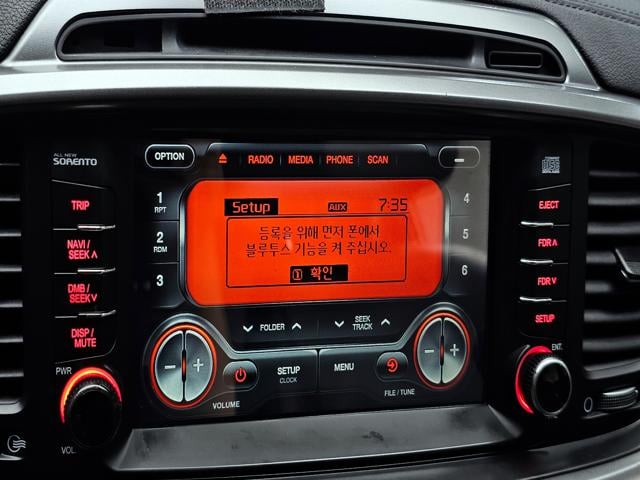 ALL NEW
SORENTO
OPTION
RADIO
MEDIA
PHONE
SCAN
TRIP
NAVI/
SEEK ∧
DMB/
SEEK ∨
DISP/
MUTE
PWR
VOL
1
RPT
2
RDM
3
Setup AUX 7:35
등록을 위해 먼저 폰에서
블루투스 기능을 켜 주십시오.
1 확인
4
5
6
EJECT
FDR ∧
FDR ∨
SETUP
ENT.
∨ FOLDER ∧
∨ SEEK TRACK ∧
VOLUME
SETUP
CLOCK
MENU
FILE / TUNE